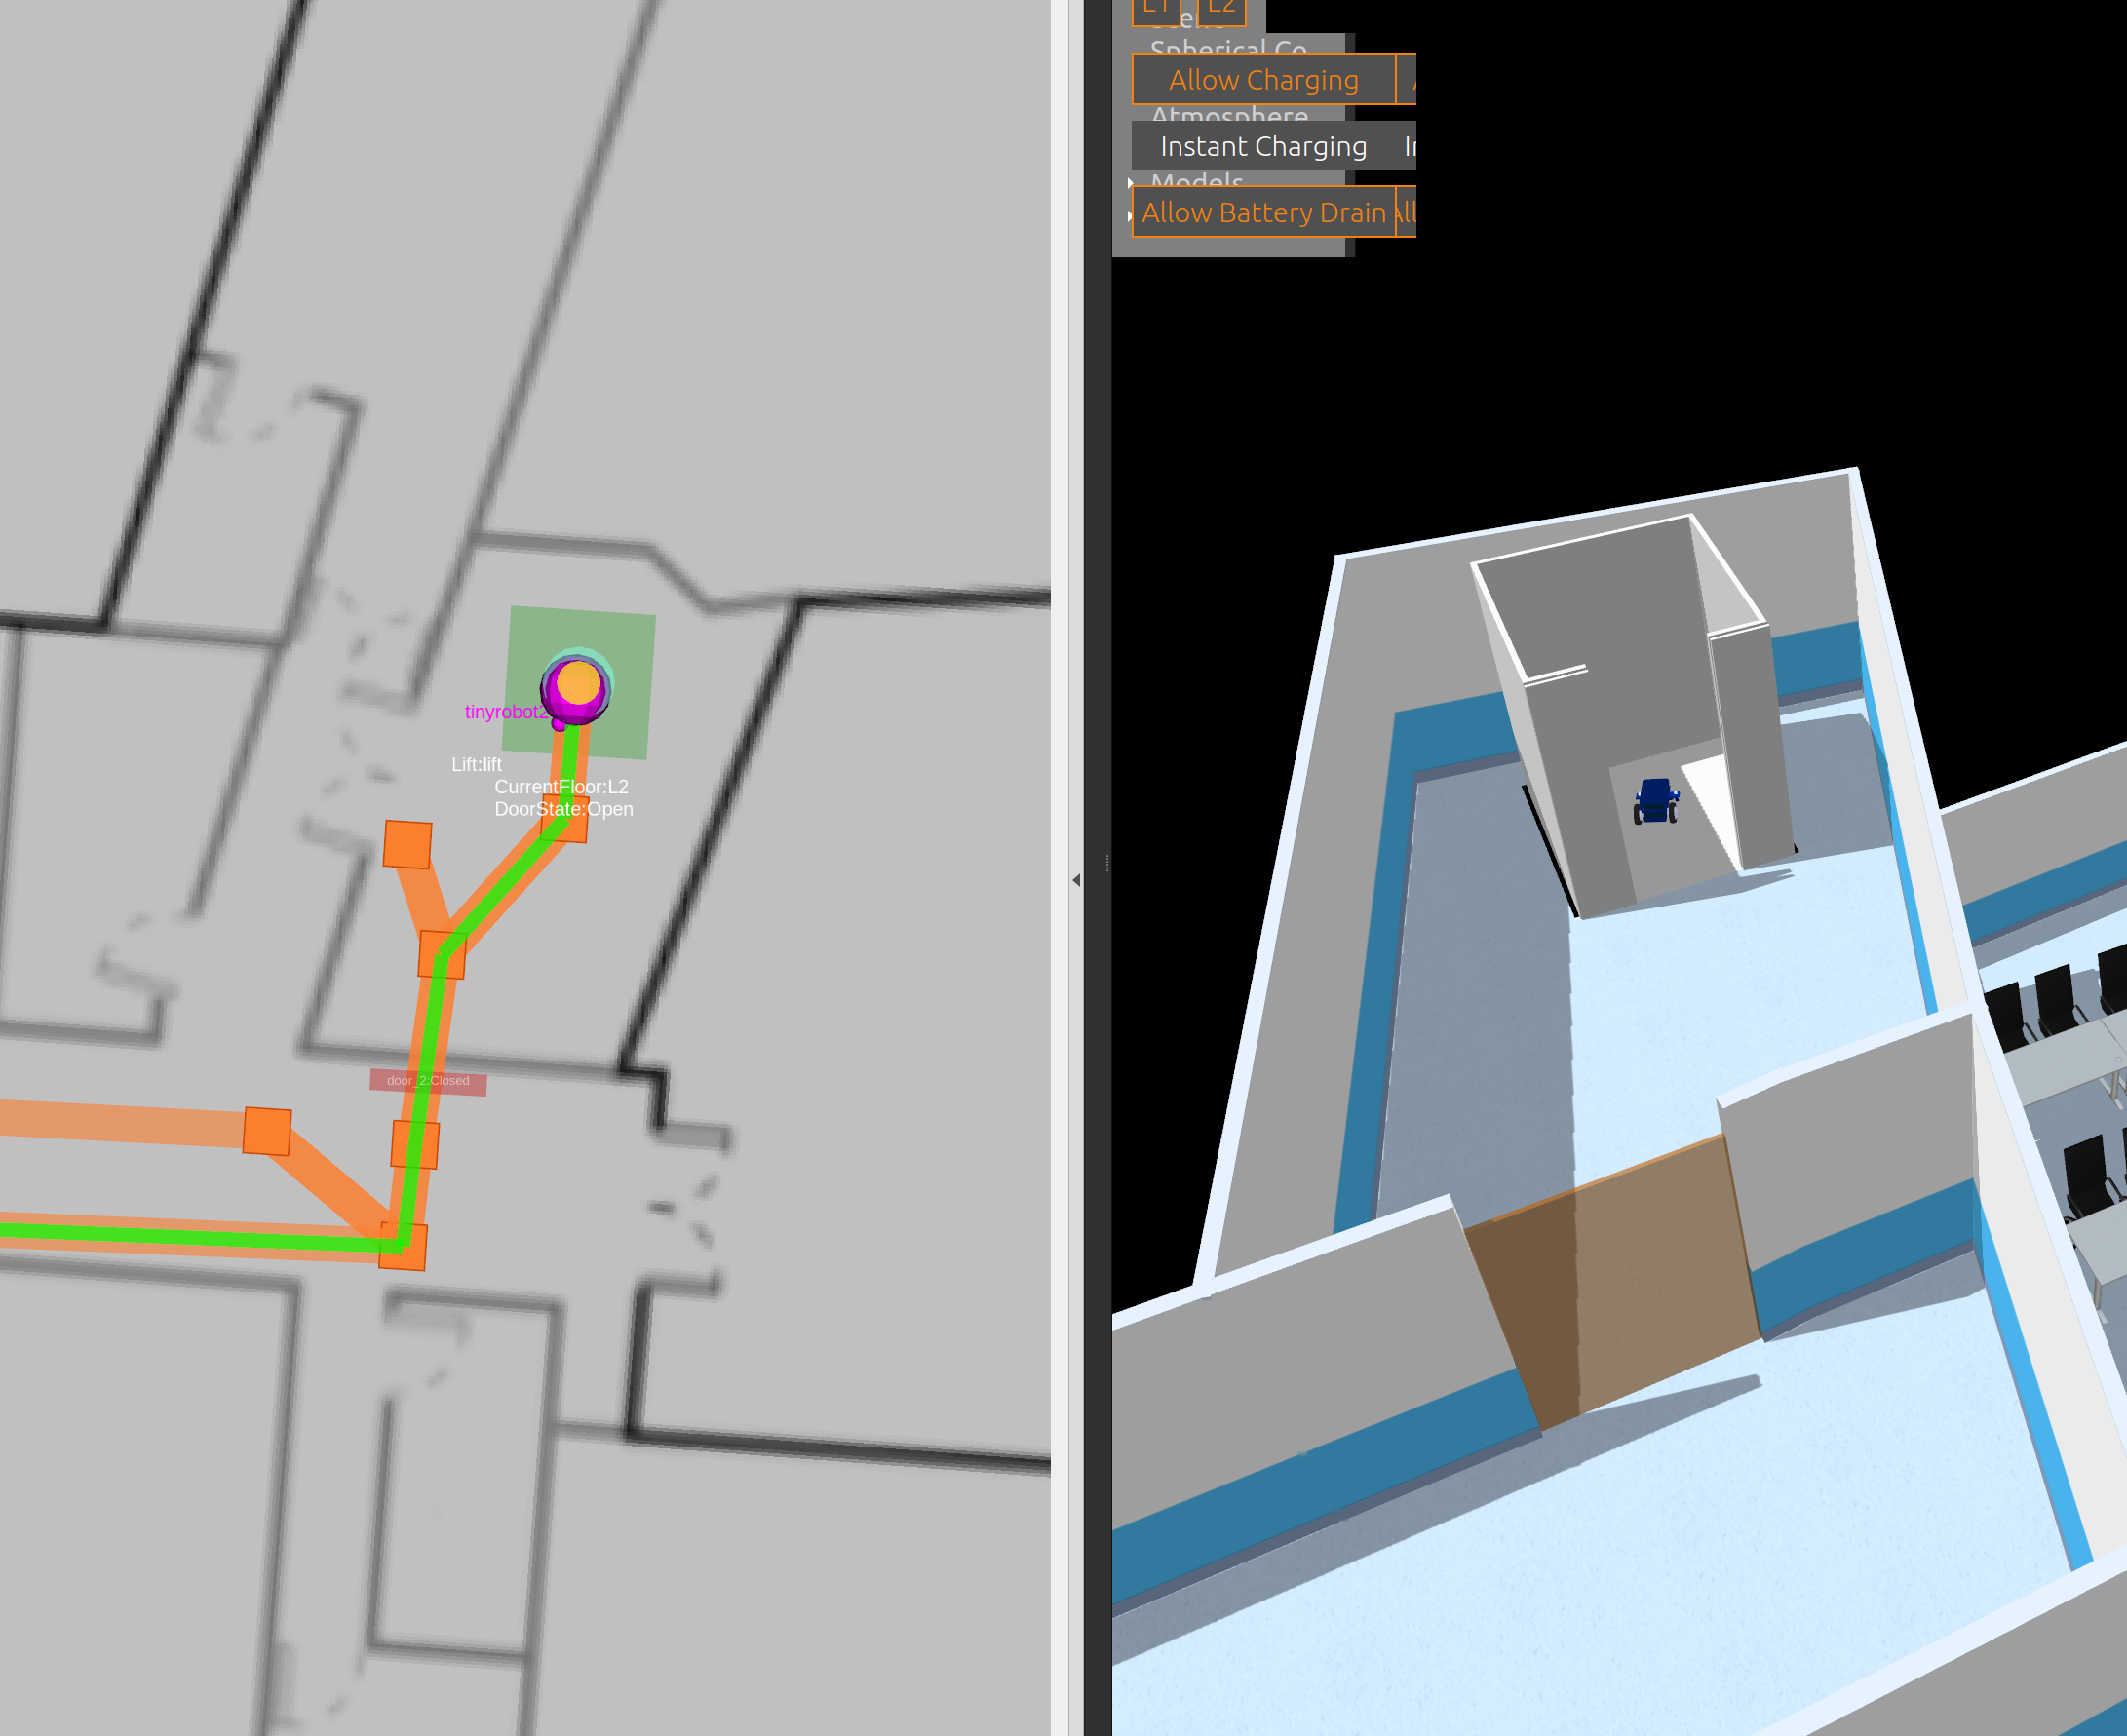 tinyrobot2
Lift:lift
CurrentFloor:L2
DoorState:Open
door_2:Closed
L1 L2
Spherical Co
Allow Charging
Atmosphere
Instant Charging
Models
Allow Battery Drain All